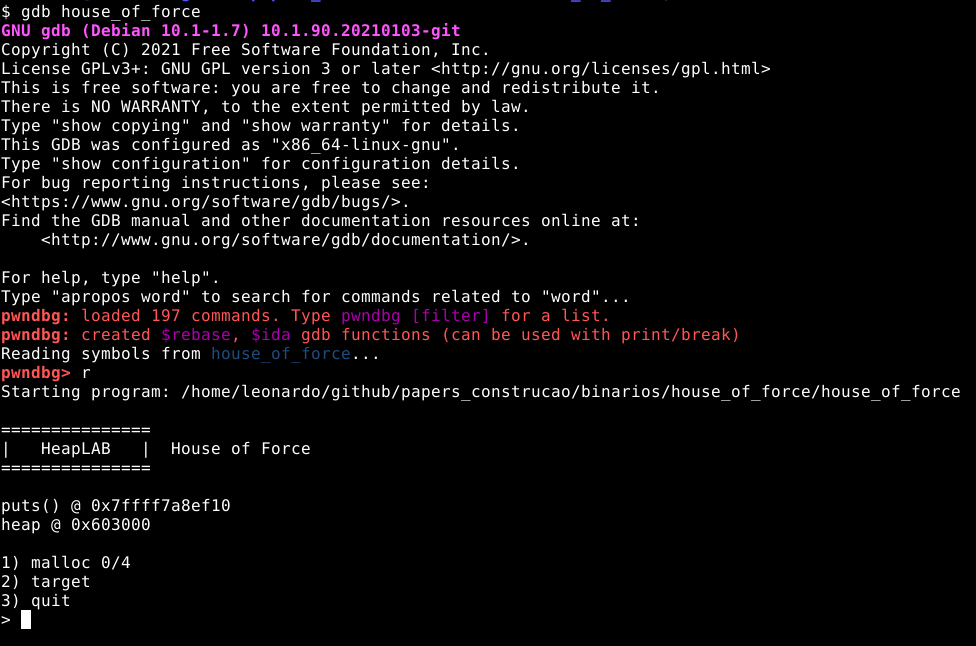 $ gdb house_of_force
GNU gdb (Debian 10.1-1.7) 10.1.90.20210103-git
Copyright (C) 2021 Free Software Foundation, Inc.
License GPLv3+: GNU GPL version 3 or later <http://gnu.org/licenses/gpl.html>
This is free software: you are free to change and redistribute it.
There is NO WARRANTY, to the extent permitted by law.
Type "show copying" and "show warranty" for details.
This GDB was configured as "x86_64-linux-gnu".
Type "show configuration" for configuration details.
For bug reporting instructions, please see:
<https://www.gnu.org/software/gdb/bugs/>.
Find the GDB manual and other documentation resources online at:
    <http://www.gnu.org/software/gdb/documentation/>.

For help, type "help".
Type "apropos word" to search for commands related to "word"...
pwndbg: loaded 197 commands. Type pwndbg [filter] for a list.
pwndbg: created $rebase, $ida gdb functions (can be used with print/break)
Reading symbols from house_of_force...
pwndbg> r
Starting program: /home/leonardo/github/papers_construcao/binarios/house_of_force/house_of_force

===============
|   HeapLAB   |  House of Force
===============

puts() @ 0x7ffff7a8ef10
heap @ 0x603000

1) malloc 0/4
2) target
3) quit
>